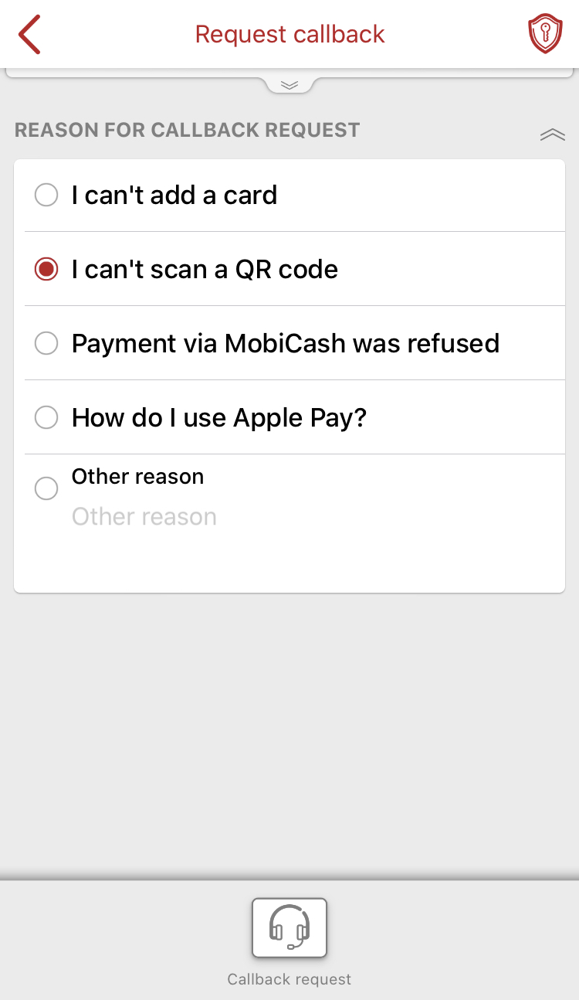 Request callback
REASON FOR CALLBACK REQUEST
I can't add a card
I can't scan a QR code
Payment via MobiCash was refused
How do I use Apple Pay?
Other reason
Other reason
Callback request